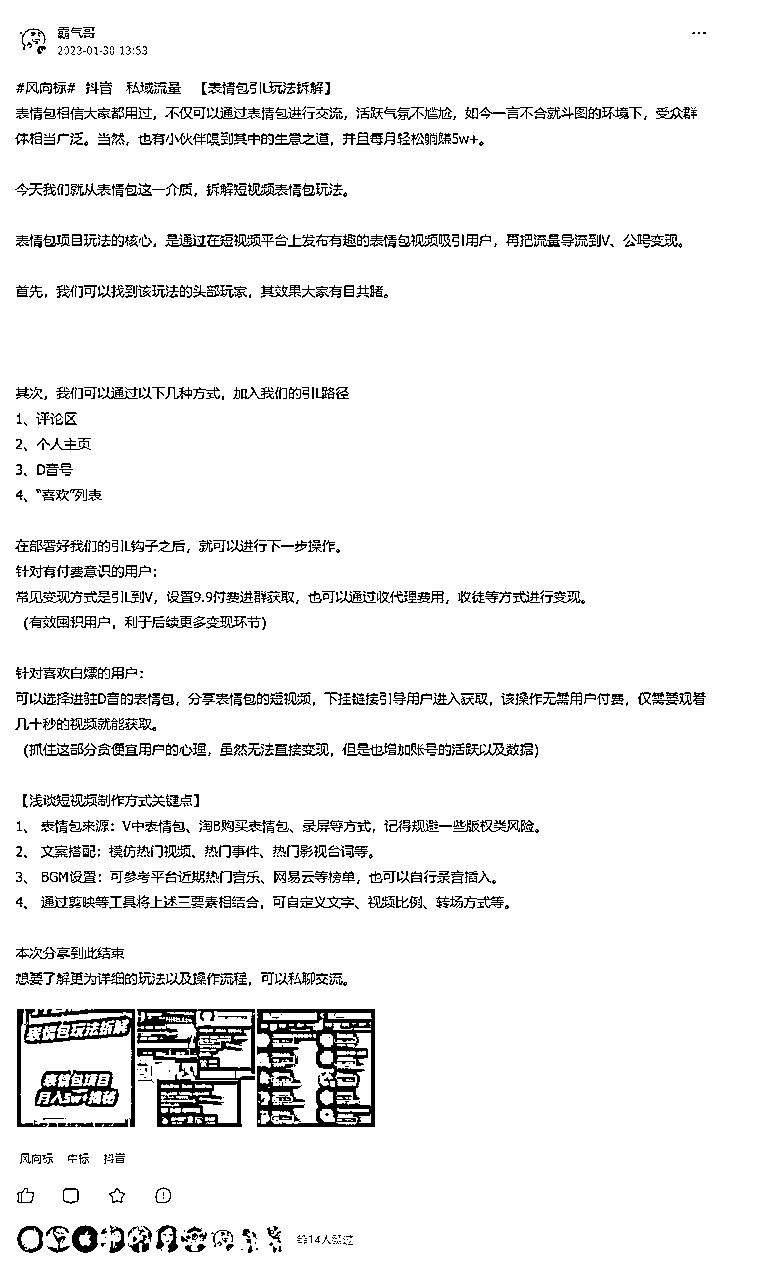 霸气哥
2023-01-30 13:53
#风向标# 抖音 私域流量 【表情包引L玩法拆解】
表情包相信大家都用过，不仅可以通过表情包进行交流，活跃气氛不尴尬，如今一言不合就斗图的环境下，受众群
体相当广泛。当然，也有小伙伴嗅到其中的生意之道，并且每月轻松躺赚5w+。
今天我们就从表情包这一介质，拆解短视频表情包玩法。
表情包项目玩法的核心，是通过在短视频平台上发布有趣的表情包视频吸引用户，再把流量导流到V、公号变现。
首先，我们可以找到该玩法的头部玩家，其效果大家有目共睹。
其次，我们可以通过以下几种方式，加入我们的引L路径
1、评论区
2、个人主页
3、D音号
4、“喜欢”列表
在部署好我们的引L钩子之后，就可以进行下一步操作。
针对有付费意识的用户：
常见变现方式是引L到V，设置9.9付费进群获取，也可以通过收代理费用，收徒等方式进行变现。
（有效囤积用户，利于后续更多变现环节）
针对喜欢白嫖的用户：
可以选择进驻D音的表情包，分享表情包的短视频，下挂链接引导用户进入获取，该操作无需用户付费，仅需要观看
几十秒的视频就能获取。
（抓住这部分贪便宜用户的心理，虽然无法直接变现，但是也增加账号的活跃以及数据）
【浅谈短视频制作方式关键点】
1、 表情包来源：V中表情包、淘B购买表情包、录屏等方式，记得规避一些版权类风险。
2、 文案搭配：模仿热门视频、热门事件、热门影视台词等。
3、 BGM设置：可参考平台近期热门音乐、网易云等榜单，也可以自行录音插入。
4、 通过剪映等工具将上述三要素相结合，可自定义文字、视频比例、转场方式等。
本次分享到此结束
想要了解更为详细的玩法以及操作流程，可以私聊交流。
表情包玩法拆解
表情包项目
月入5w+揭秘
风向标 中标 抖音
等14人赞过